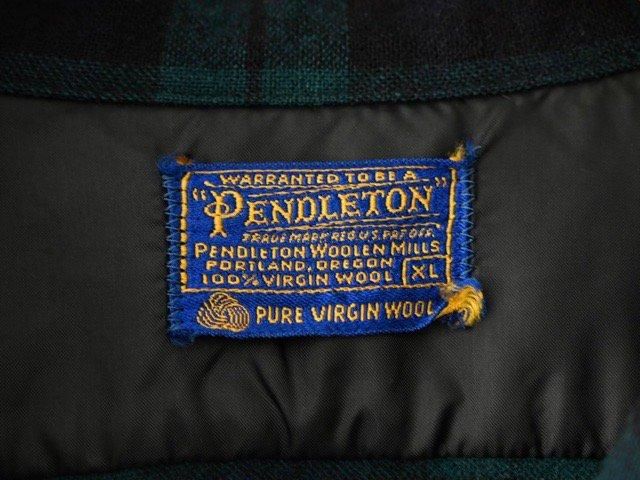 WARRANTED TO BE A
"PENDLETON"
TRADE MARK REG. U.S. PAT. OFF.
PENDLETON WOOLEN MILLS
PORTLAND, OREGON
100% VIRGIN WOOL XL
PURE VIRGIN WOOL